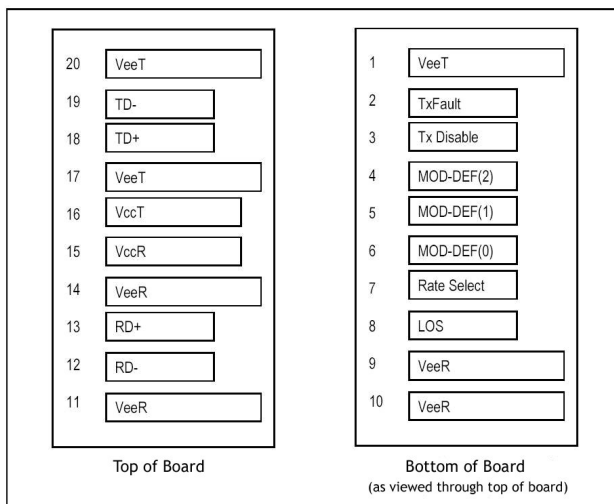 20 VeeT
19 TD-
18 TD+
17 VeeT
16 VccT
15 VccR
14 VeeR
13 RD+
12 RD-
11 VeeR
Top of Board
1 VeeT
2 TxFault
3 Tx Disable
4 MOD-DEF(2)
5 MOD-DEF(1)
6 MOD-DEF(0)
7 Rate Select
8 LOS
9 VeeR
10 VeeR
Bottom of Board
(as viewed through top of board)